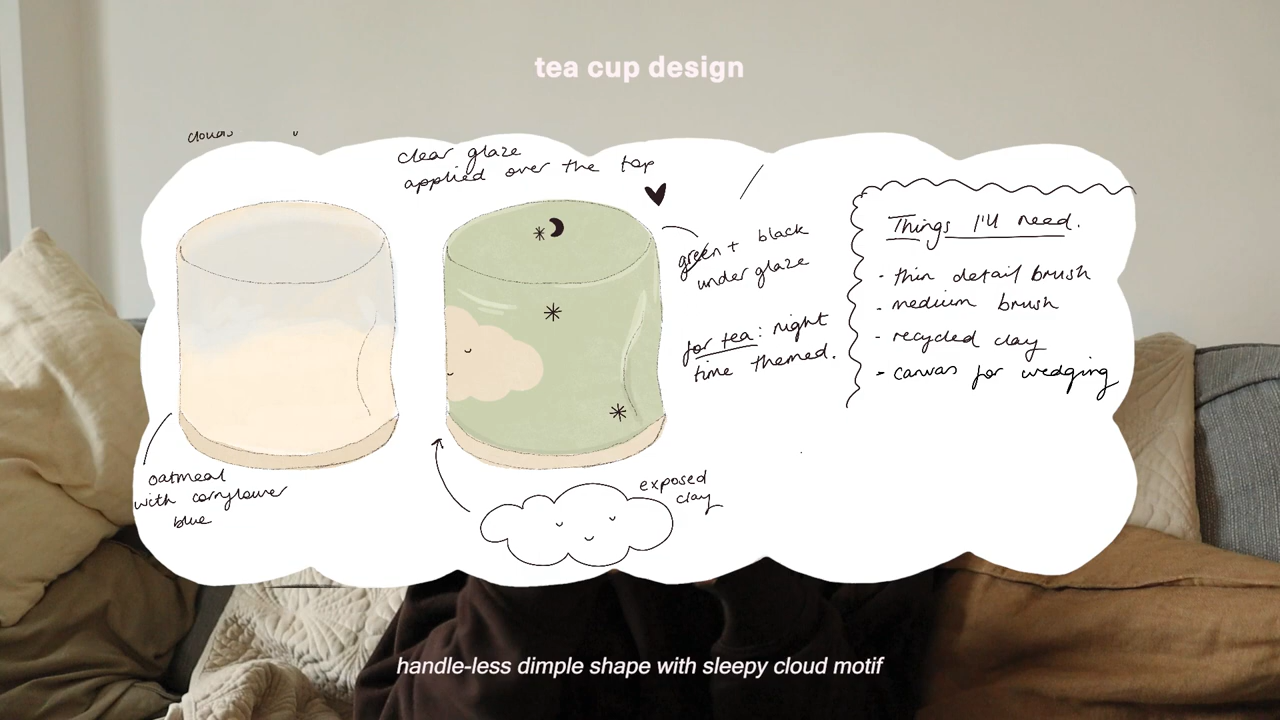 tea cup design
clouds
clear glaze
applied over the top
green + black
under glaze
for tea: night
time themed.
Things I'll need.
- thin detail brush
- medium brush
- recycled clay
- canvas for wedging
oatmeal
with cornflower
blue
exposed
clay
handle-less dimple shape with sleepy cloud motif